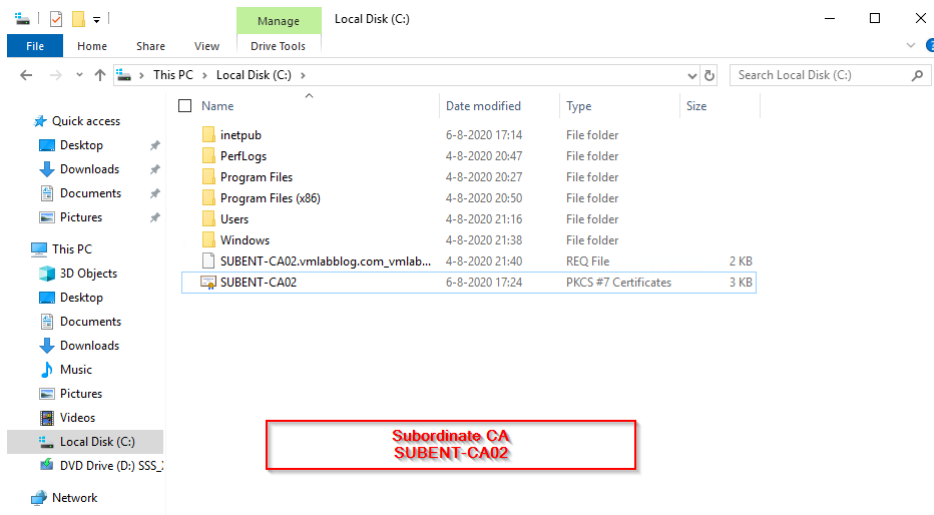 Manage
Local Disk (C:)
File Home Share View Drive Tools
This PC > Local Disk (C:) >
Search Local Disk (C:)
Name Date modified Type Size
Quick access
Desktop
Downloads
Documents
Pictures
This PC
3D Objects
Desktop
Documents
Downloads
Music
Pictures
Videos
Local Disk (C:)
DVD Drive (D:) SSS_
Network
inetpub 6-8-2020 17:14 File folder
PerfLogs 4-8-2020 20:47 File folder
Program Files 4-8-2020 20:27 File folder
Program Files (x86) 4-8-2020 20:50 File folder
Users 4-8-2020 21:16 File folder
Windows 4-8-2020 21:38 File folder
SUBENT-CA02.vmlabblog.com_vmlab... 4-8-2020 21:40 REQ File 2 KB
SUBENT-CA02 6-8-2020 17:24 PKCS #7 Certificates 3 KB
Subordinate CA
SUBENT-CA02